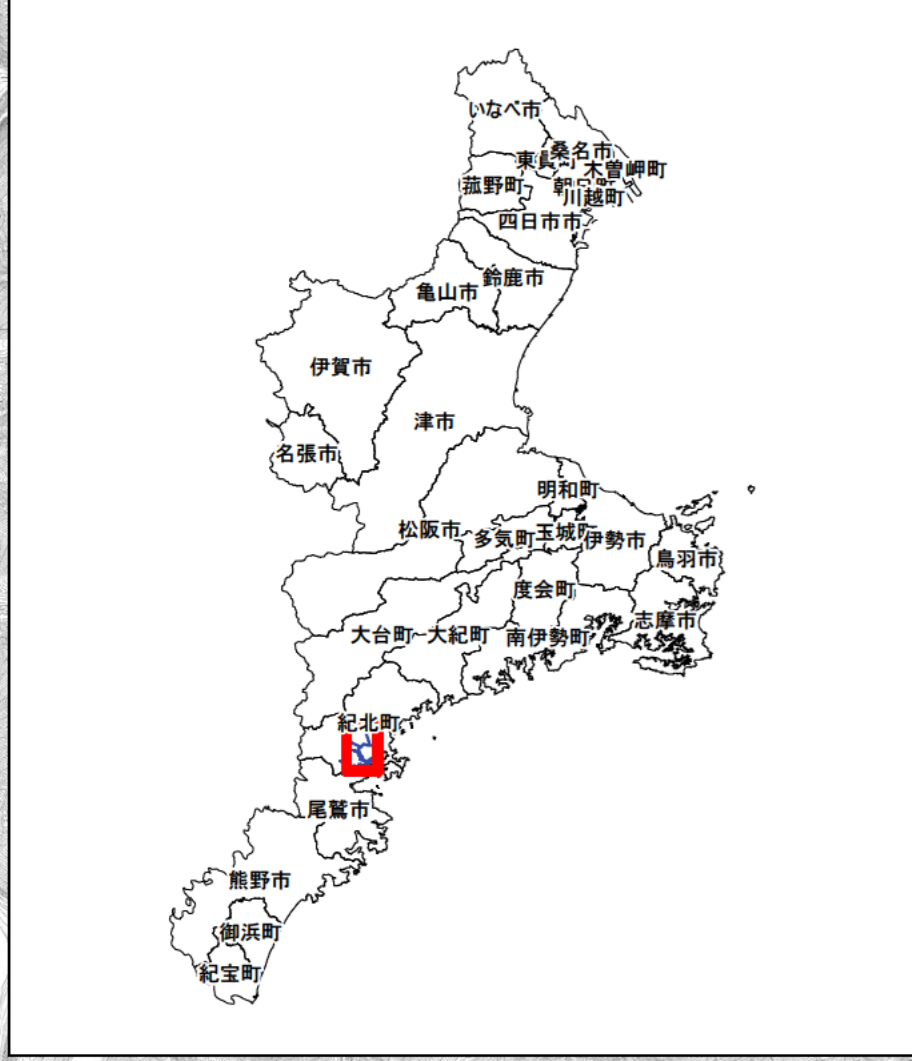 いなべ市
桑名市
東員町
木曽岬町
菰野町
朝日町
川越町
四日市市
鈴鹿市
亀山市
伊賀市
津市
名張市
明和町
松阪市
多気町
玉城町
伊勢市
鳥羽市
度会町
志摩市
大台町
大紀町
南伊勢町
紀北町
尾鷲市
熊野市
御浜町
紀宝町